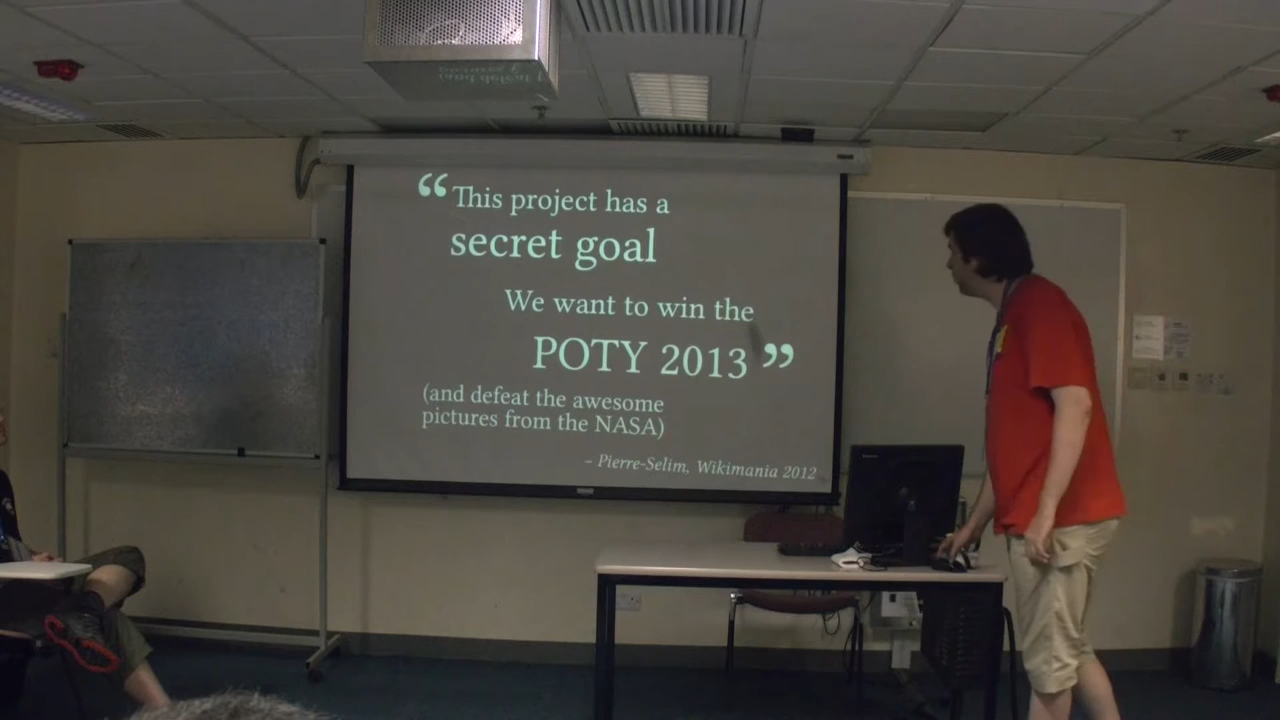 “This project has a
secret goal
We want to win the
POTY 2013”
(and defeat the awesome
pictures from the NASA)
– Pierre-Selim, Wikimania 2012